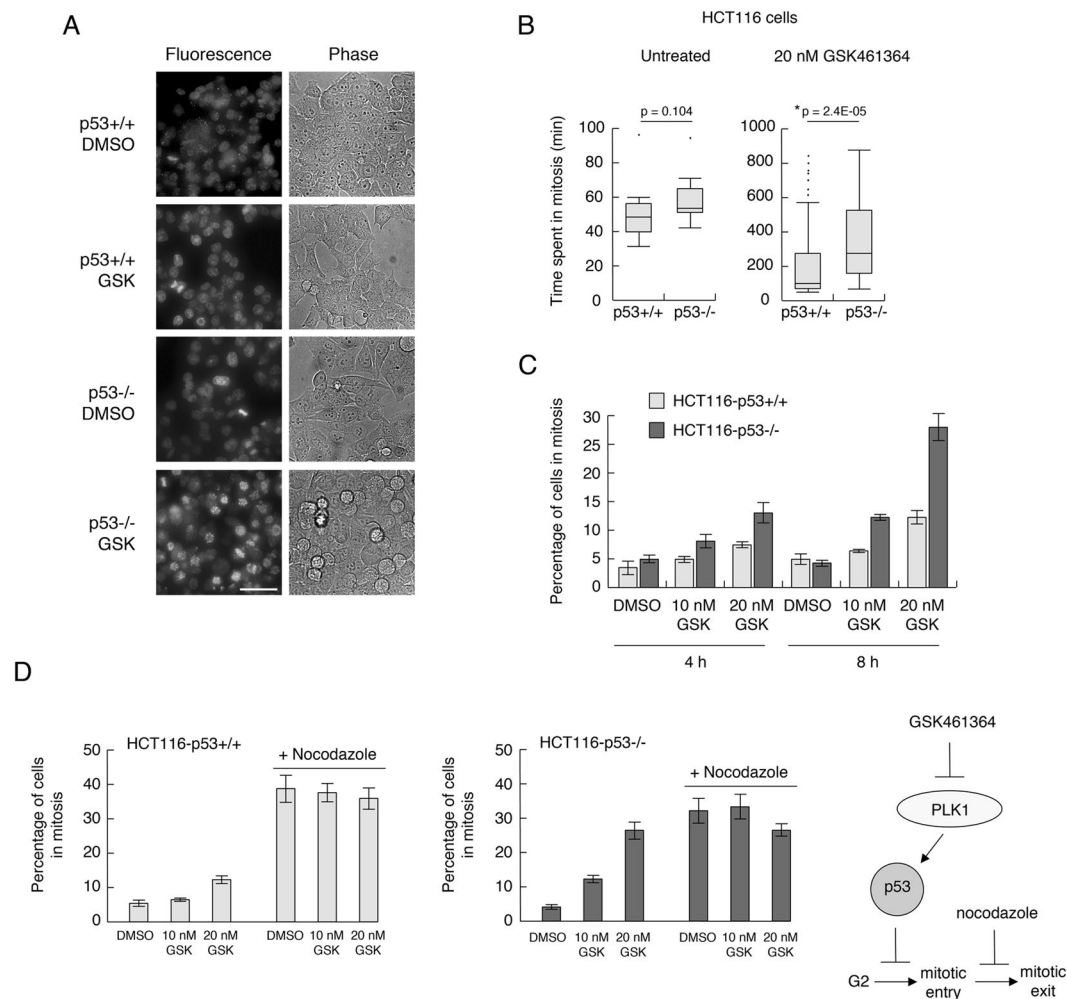 A
Fluorescence Phase
p53+/+
DMSO
p53+/+
GSK
p53-/-
DMSO
p53-/-
GSK
B
HCT116 cells
Untreated 20 nM GSK461364
Time spent in mitosis (min)
p = 0.104
100
80
60
40
20
0
p53+/+ p53-/-
* p = 2.4E-05
1000
800
600
400
200
0
p53+/+ p53-/-
C
HCT116-p53+/+
HCT116-p53-/-
Percentage of cells in mitosis
30
25
20
15
10
5
0
DMSO 10 nM 20 nM DMSO 10 nM 20 nM
GSK GSK GSK GSK
4 h 8 h
D
HCT116-p53+/+
+ Nocodazole
Percentage of cells
in mitosis
50
40
30
20
10
0
DMSO 10 nM 20 nM DMSO 10 nM 20 nM
GSK GSK GSK GSK
HCT116-p53-/-
+ Nocodazole
Percentage of cells
in mitosis
50
40
30
20
10
0
DMSO 10 nM 20 nM DMSO 10 nM 20 nM
GSK GSK GSK GSK
GSK461364
PLK1
p53
nocodazole
G2 mitotic mitotic
entry exit